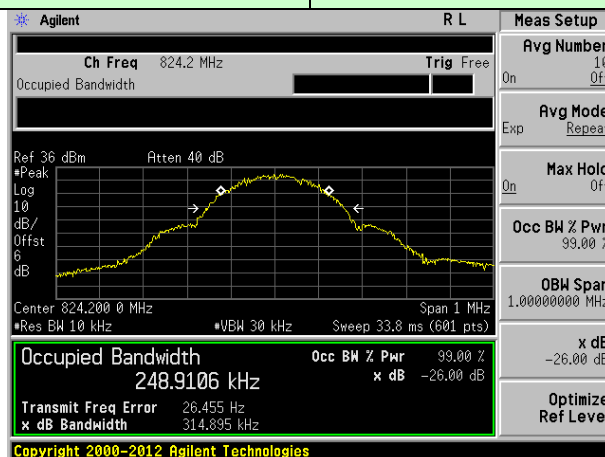 Agilent R L
Ch Freq 824.2 MHz Trig Free
Occupied Bandwidth
Ref 36 dBm Atten 40 dB
#Peak
Log
10
dB/
Offst
6
dB
Center 824.200 0 MHz Span 1 MHz
#Res BW 10 kHz #VBW 30 kHz Sweep 33.8 ms (601 pts)
Occupied Bandwidth Occ BW % Pwr 99.00 %
248.9106 kHz x dB -26.00 dB
Transmit Freq Error 26.455 Hz
x dB Bandwidth 314.895 kHz
Copyright 2000-2012 Agilent Technologies
Meas Setup
Avg Number
10
On Off
Avg Mode
Exp Repeat
Max Hold
On Off
Occ BW % Pwr
99.00 %
OBW Span
1.00000000 MHz
x dB
-26.00 dB
Optimize
Ref Level